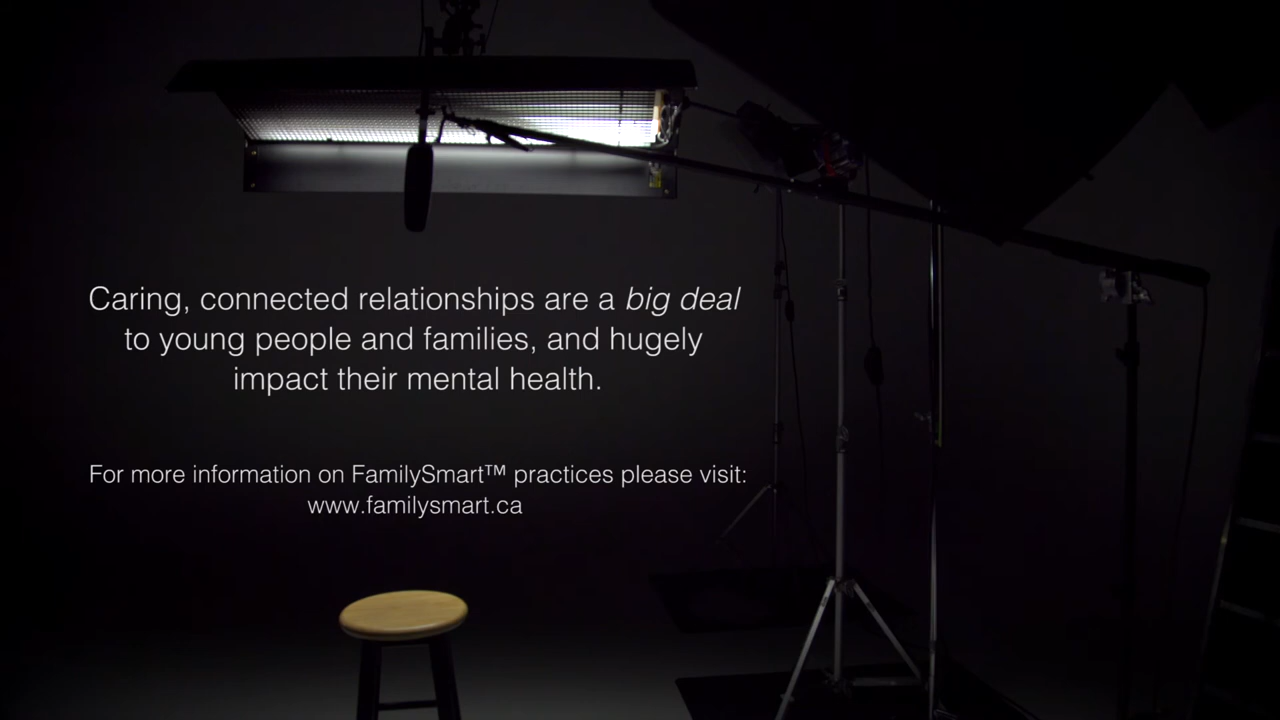 Caring, connected relationships are a big deal
to young people and families, and hugely
impact their mental health.
For more information on FamilySmart™ practices please visit:
www.familysmart.ca